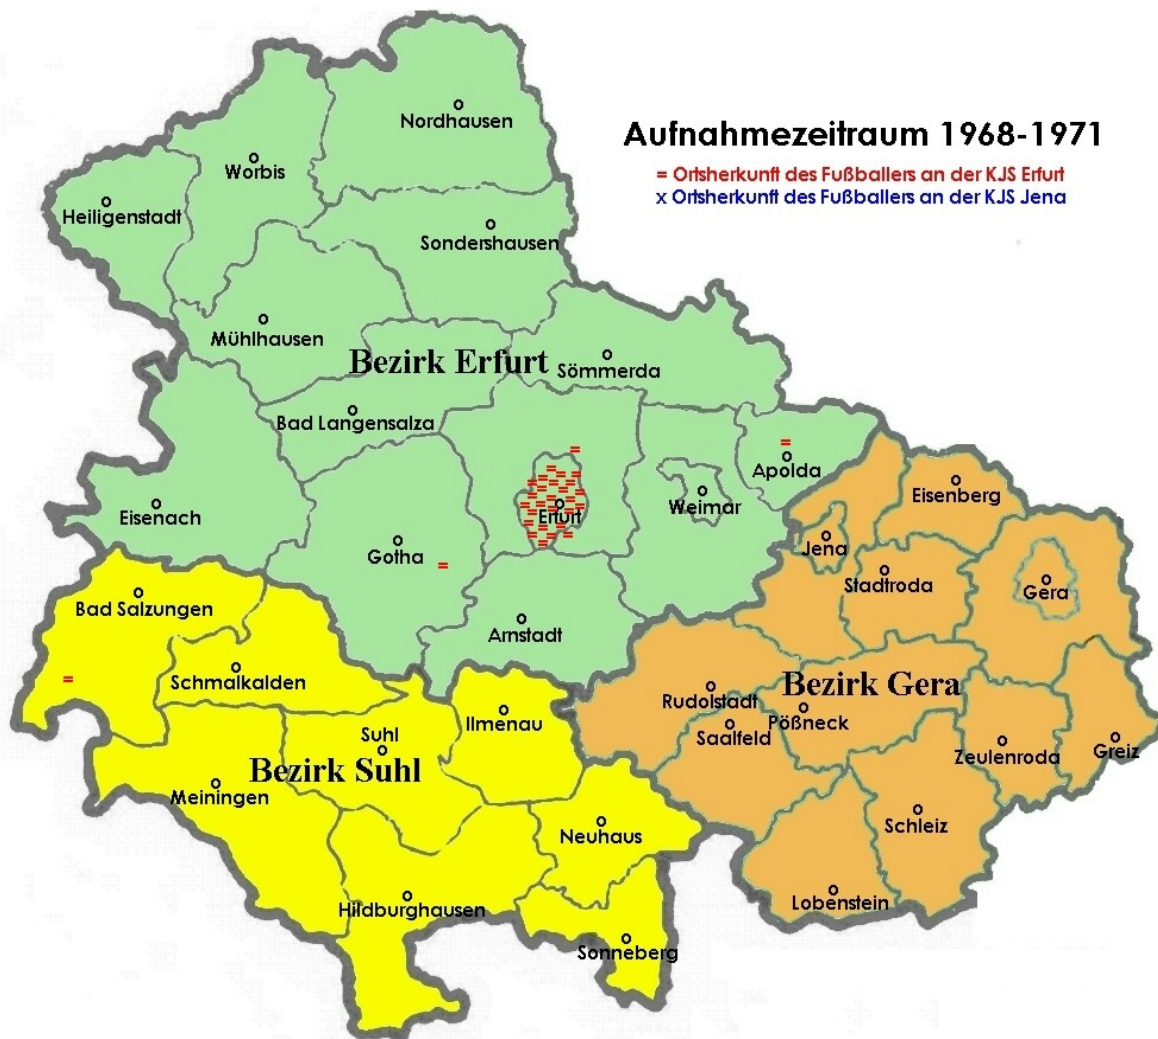 Nordhausen
Aufnahmezeitraum 1968-1971
Worbis
= Ortsherkunft des Fußballers an der KJS Erfurt
x Ortsherkunft des Fußballers an der KJS Jena
Heiligenstadt
Sondershausen
Mühlhausen
Bezirk Erfurt
Sömmerda
Bad Langensalza
Apolda
Eisenberg
Eisenach
Erfurt
Weimar
Gotha
Jena
Stadtroda
Gera
Bad Salzungen
Arnstadt
Schmalkalden
Bezirk Gera
Rudolstadt
Ilmenau
Pößneck
Suhl
Saalfeld
Zeulenroda
Greiz
Bezirk Suhl
Meiningen
Schleiz
Neuhaus
Lobenstein
Hildburghausen
Sonneberg